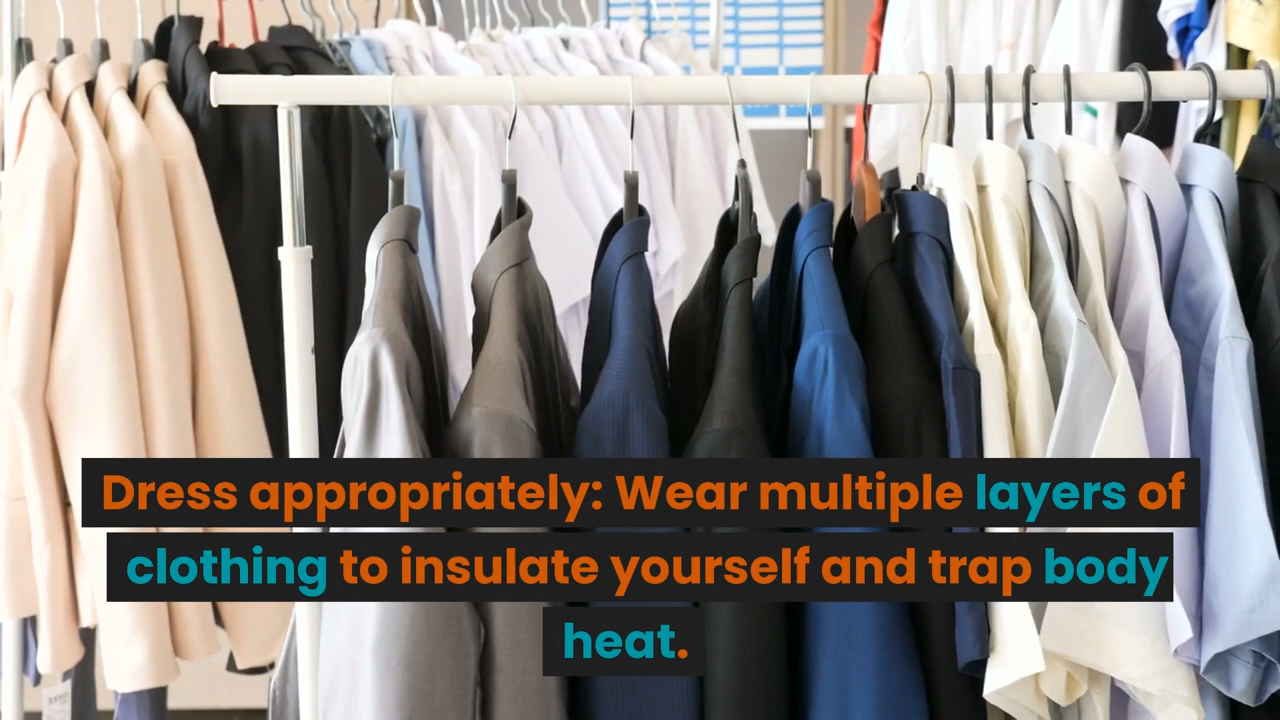 Dress appropriately: Wear multiple layers of
clothing to insulate yourself and trap body
heat.